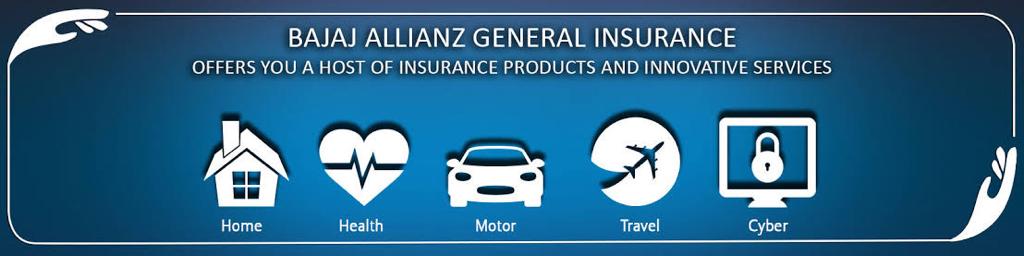 BAJAJ ALLIANZ GENERAL INSURANCE
OFFERS YOU A HOST OF INSURANCE PRODUCTS AND INNOVATIVE SERVICES
Home Health Motor Travel Cyber